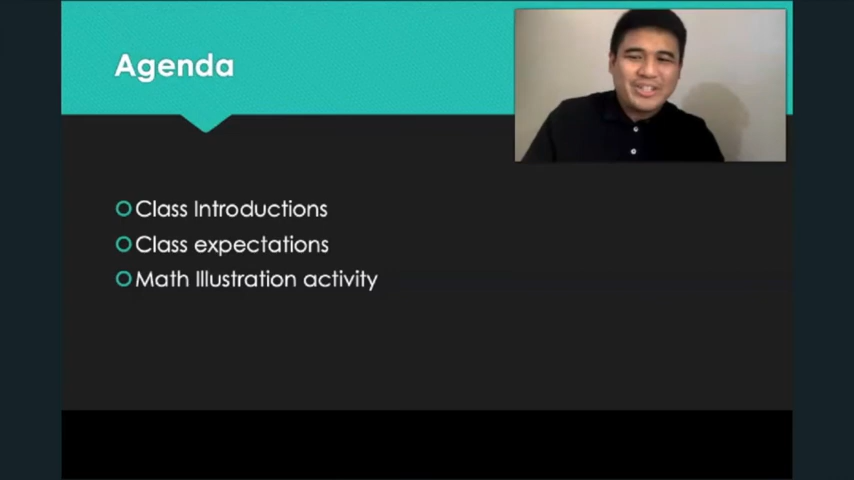 Agenda
Class Introductions
Class expectations
Math Illustration activity